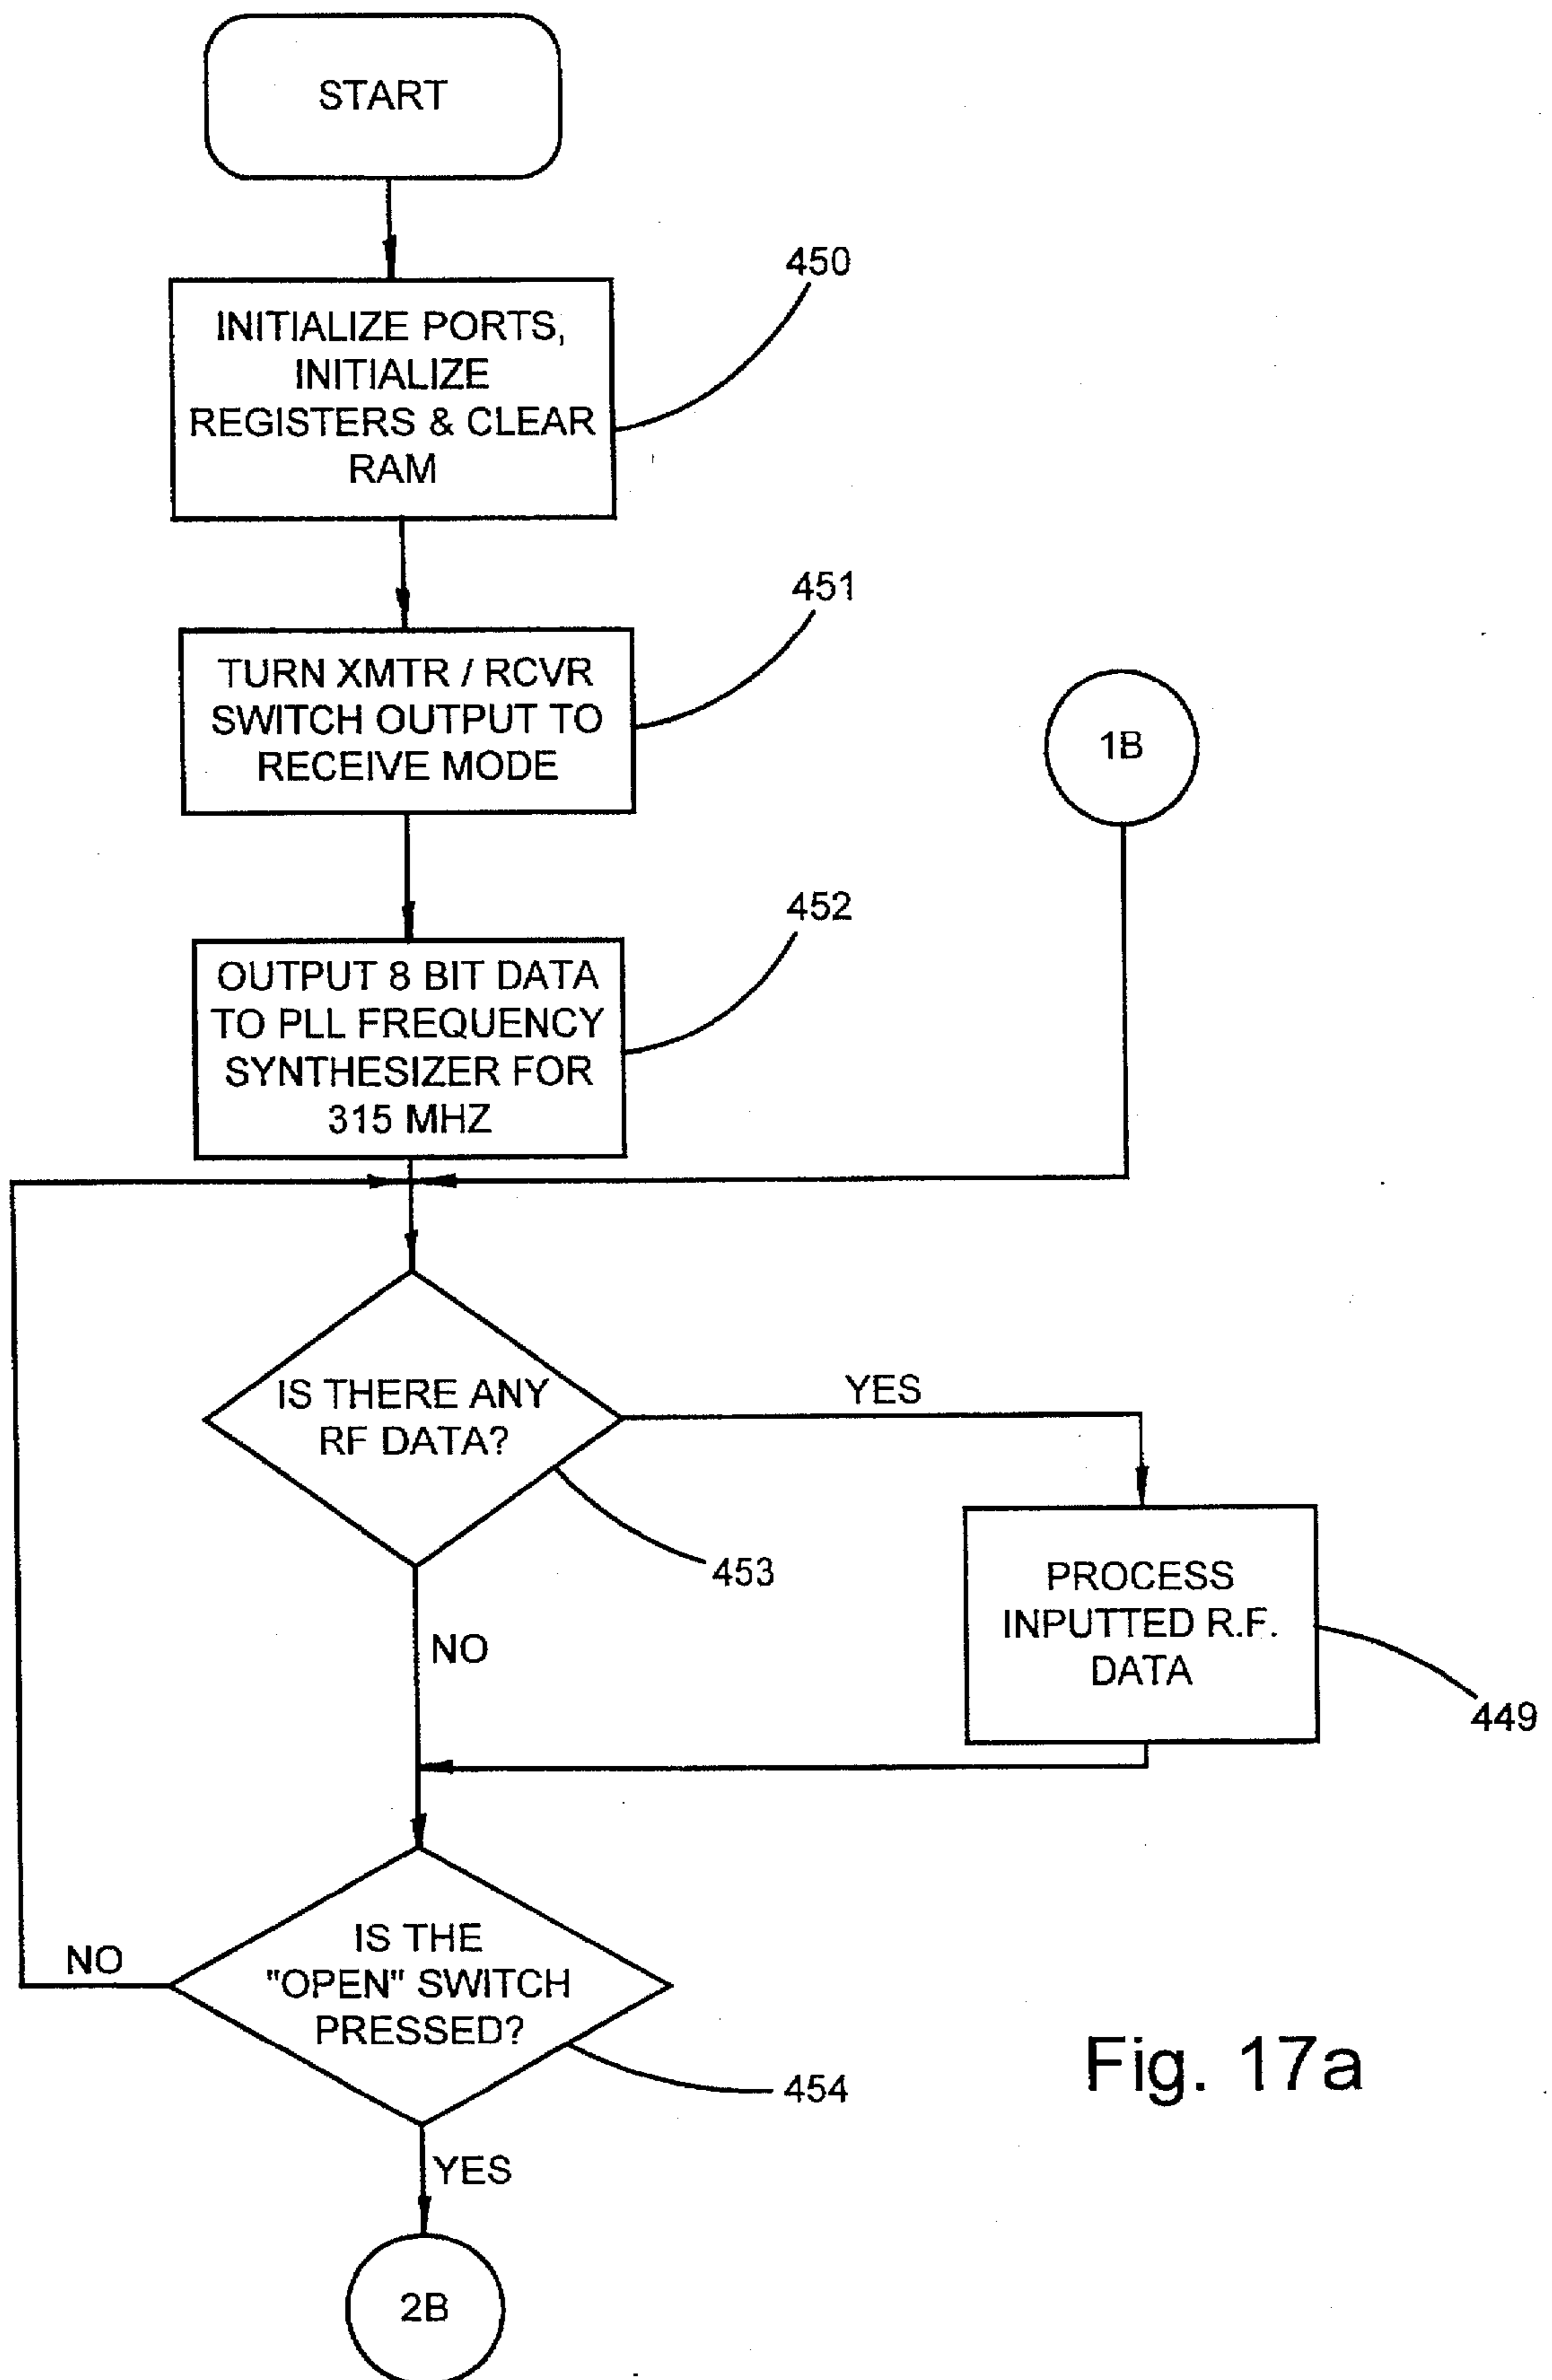 START
450
INITIALIZE PORTS,
INITIALIZE
REGISTERS & CLEAR
RAM
451
TURN XMTR / RCVR
SWITCH OUTPUT TO
RECEIVE MODE
1B
452
OUTPUT 8 BIT DATA
TO PLL FREQUENCY
SYNTHESIZER FOR
315 MHZ
IS THERE ANY
RF DATA?
YES
453
NO
PROCESS
INPUTTED R.F.
DATA
449
IS THE
"OPEN" SWITCH
PRESSED?
NO
454
YES
2B
Fig. 17a